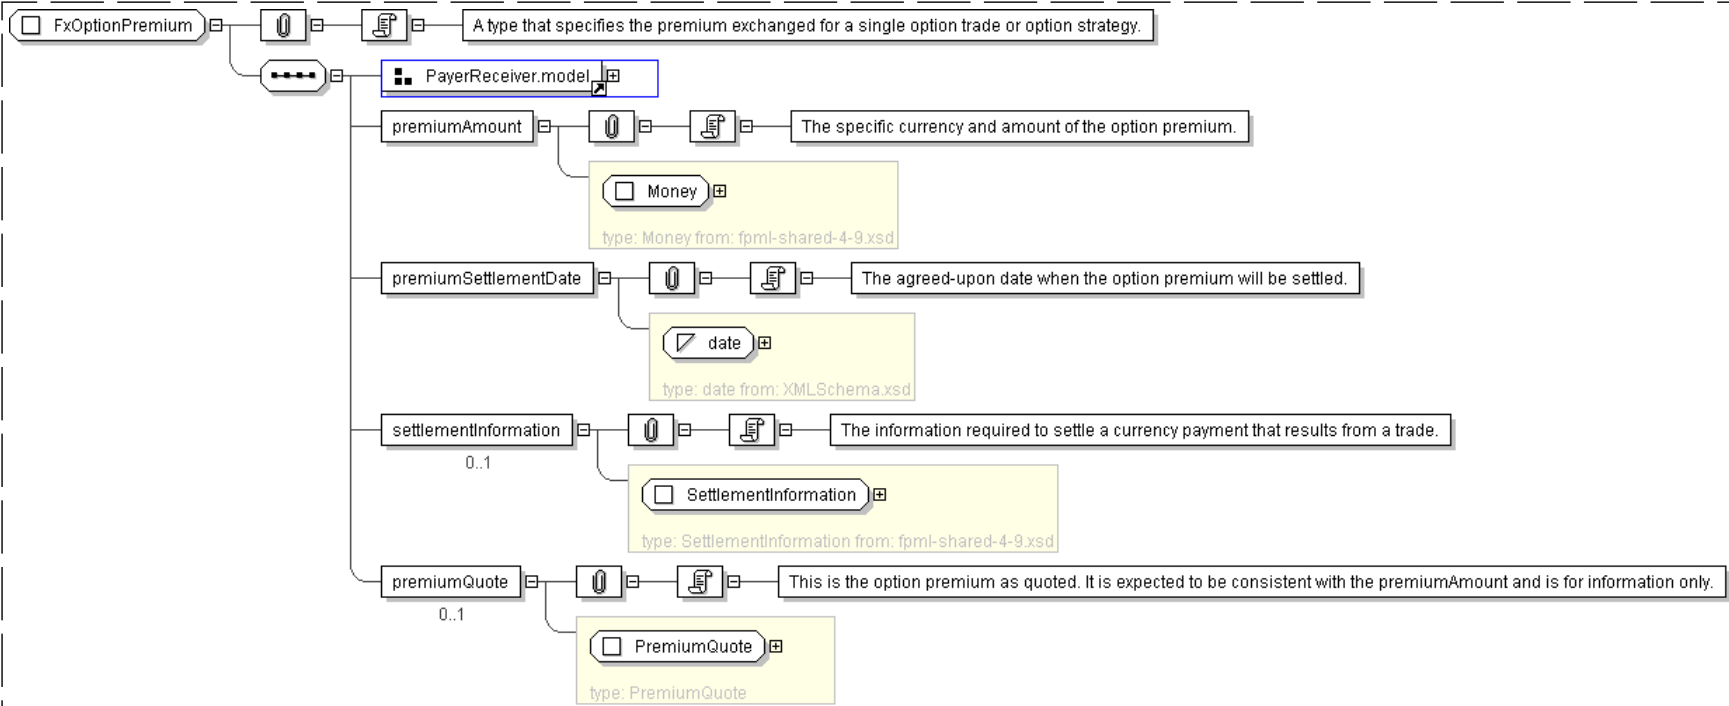 FxOptionPremium
A type that specifies the premium exchanged for a single option trade or option strategy.
PayerReceiver.model
premiumAmount
The specific currency and amount of the option premium.
Money
type: Money from: fpml-shared-4-9.xsd
premiumSettlementDate
The agreed-upon date when the option premium will be settled.
date
type: date from: XMLSchema.xsd
settlementInformation
The information required to settle a currency payment that results from a trade.
0..1
SettlementInformation
type: SettlementInformation from: fpml-shared-4-9.xsd
premiumQuote
This is the option premium as quoted. It is expected to be consistent with the premiumAmount and is for information only.
0..1
PremiumQuote
type: PremiumQuote